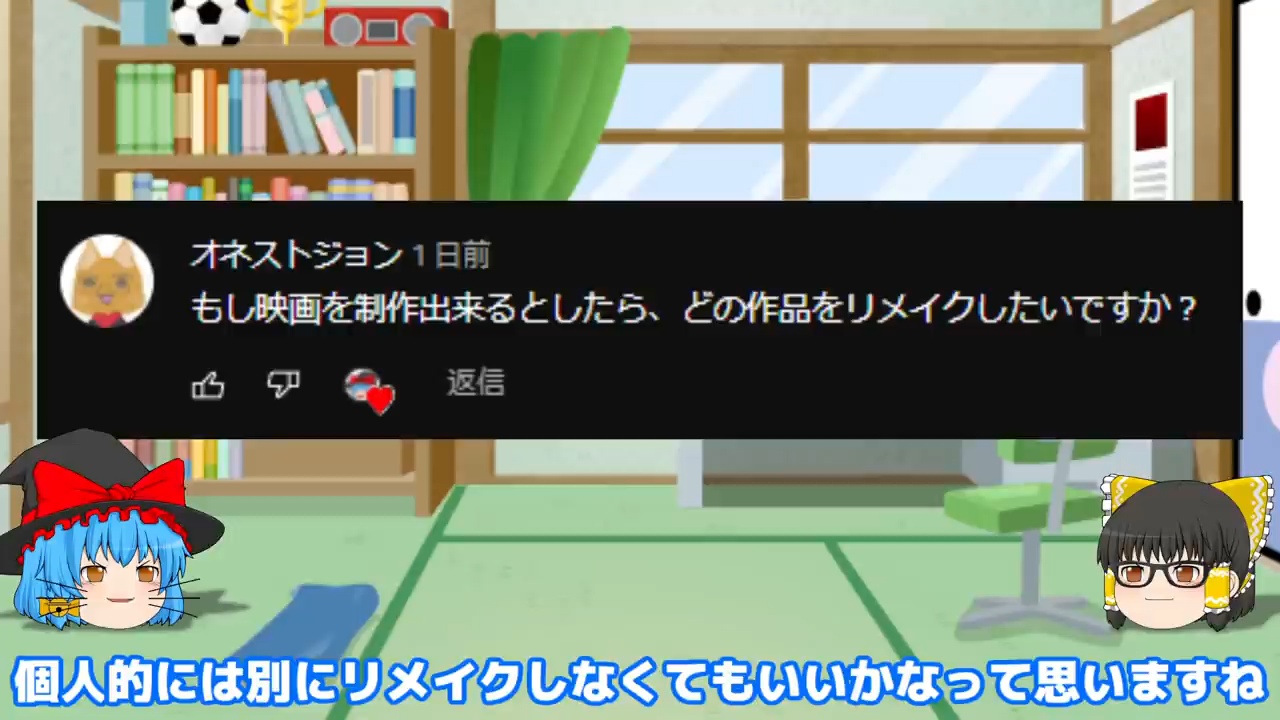 オネストジョン 1日前
もし映画を制作出来るとしたら、どの作品をリメイクしたいですか？
返信
個人的には別にリメイクしなくてもいいかなって思いますね